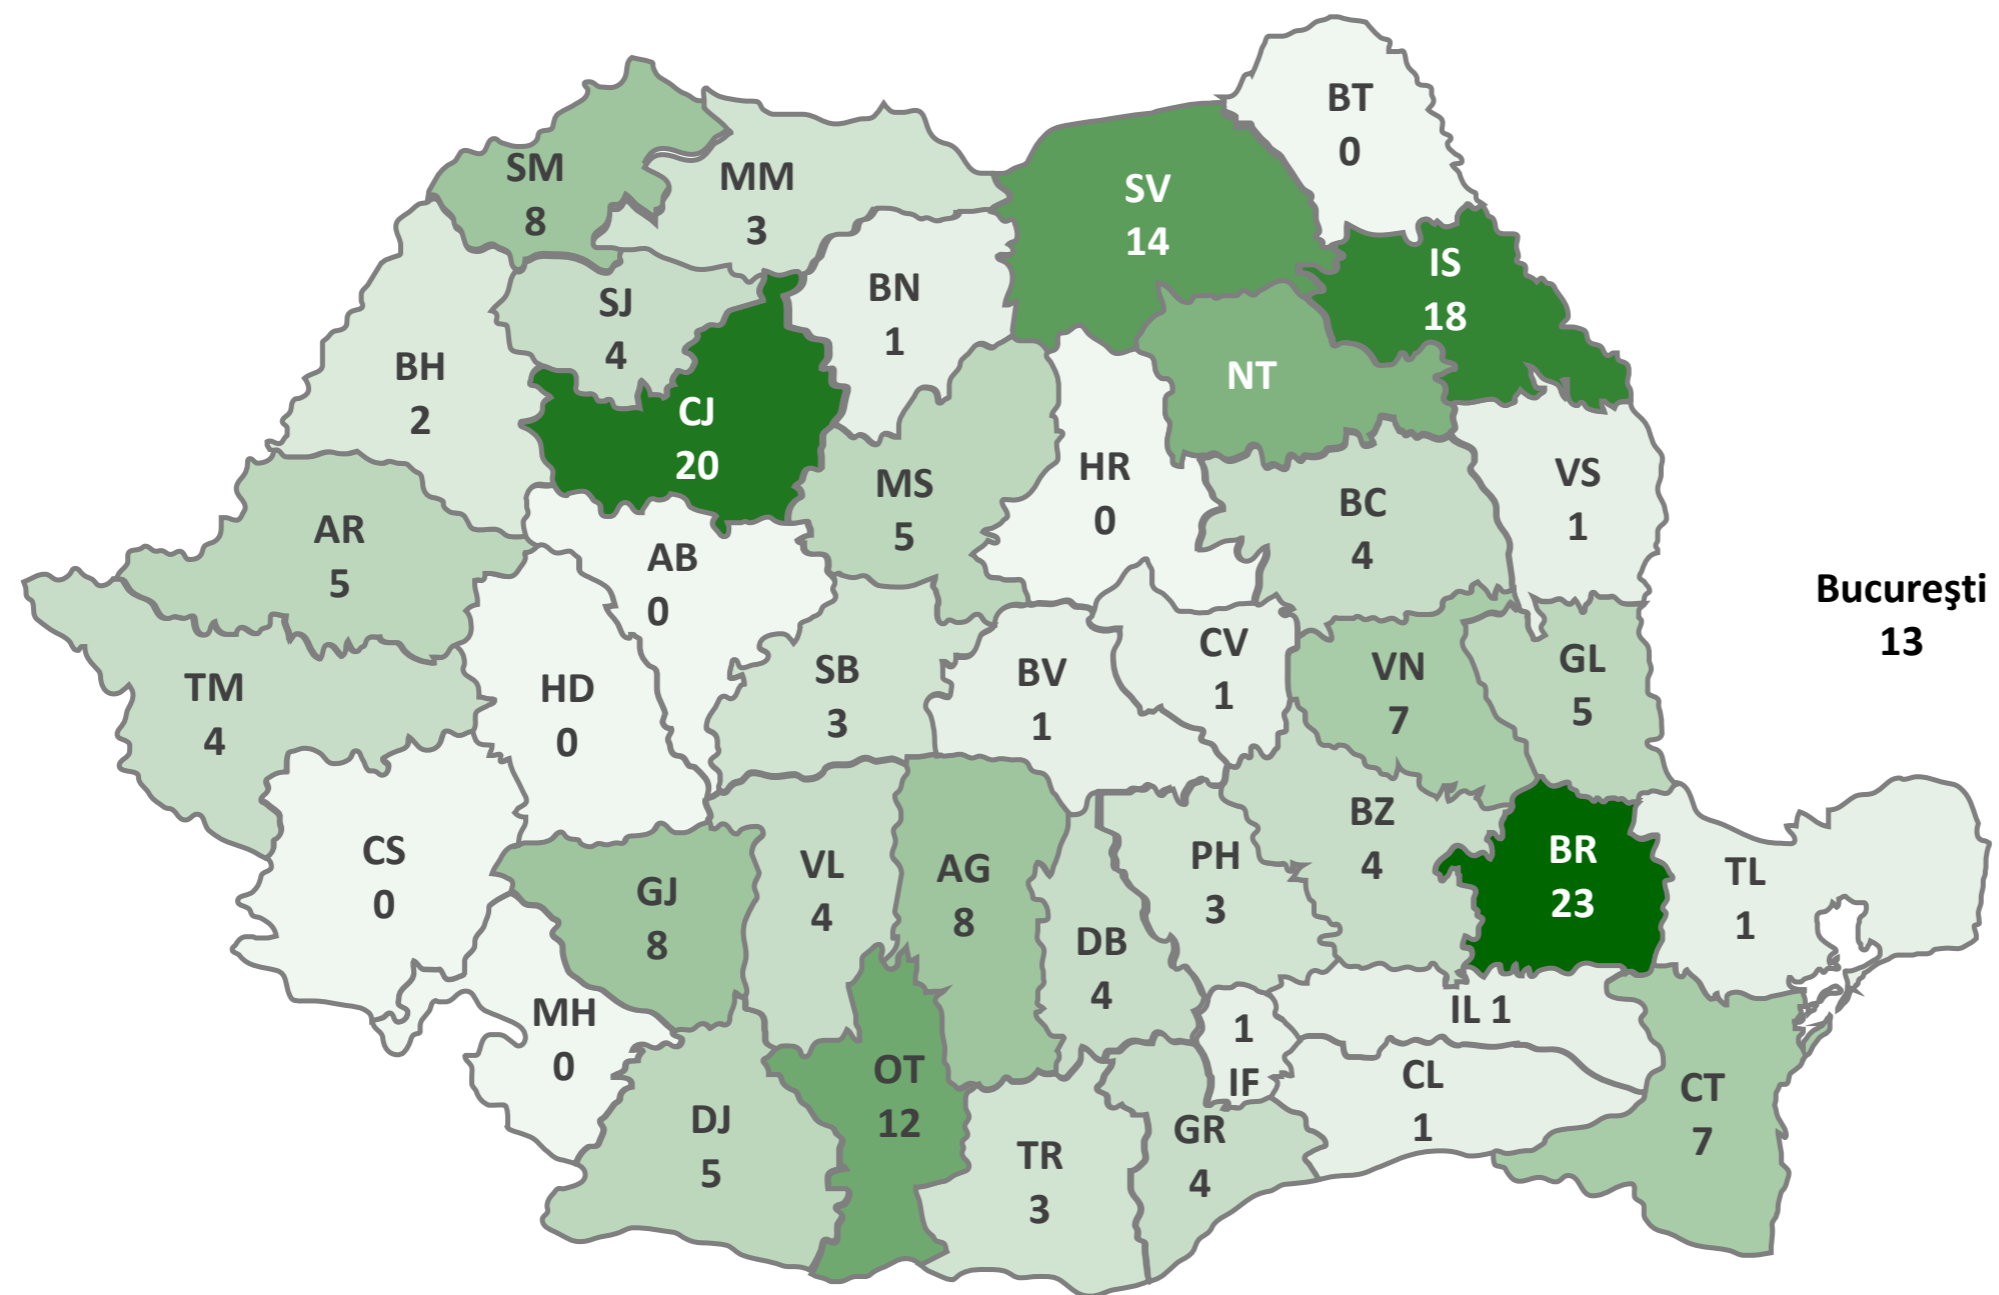 BT
0
SM
8
MM
3
SV
14
IS
18
BN
1
SJ
4
BH
2
NT
CJ
20
HR
0
MS
5
VS
1
BC
4
AR
5
AB
0
Bucureşti
13
CV
1
SB
3
BV
1
VN
7
GL
5
TM
4
HD
0
BZ
4
CS
0
BR
23
PH
3
TL
1
VL
4
AG
8
GJ
8
DB
4
IL 1
MH
0
1
IF
OT
12
CL
1
CT
7
DJ
5
GR
4
TR
3